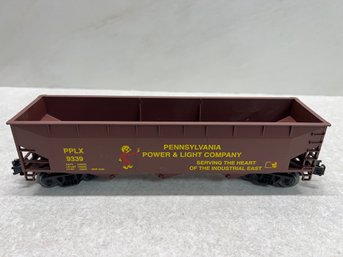 PPLX
9339
PENNSYLVANIA
POWER & LIGHT COMPANY
SERVING THE HEART
OF THE INDUSTRIAL EAST